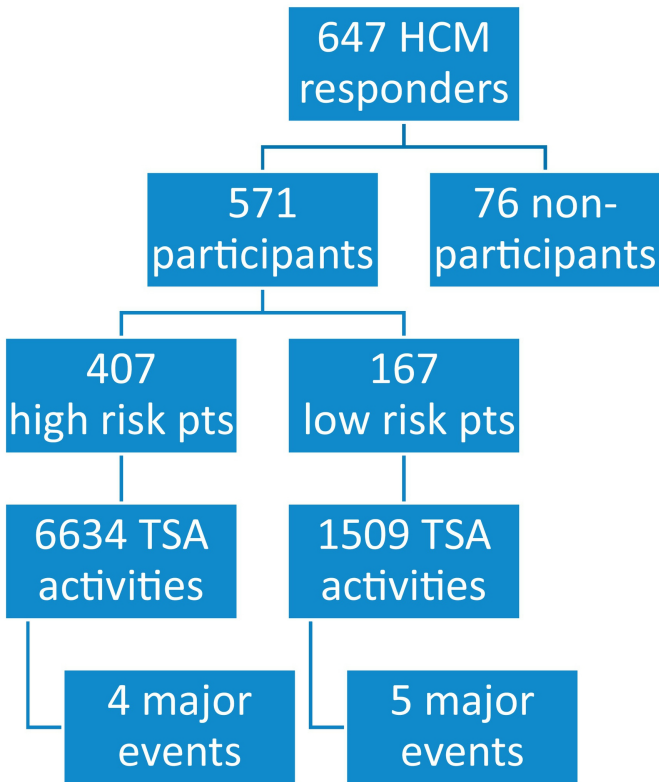 647 HCM
responders
571
participants
76 non-
participants
407
high risk pts
167
low risk pts
6634 TSA
activities
1509 TSA
activities
4 major
events
5 major
events